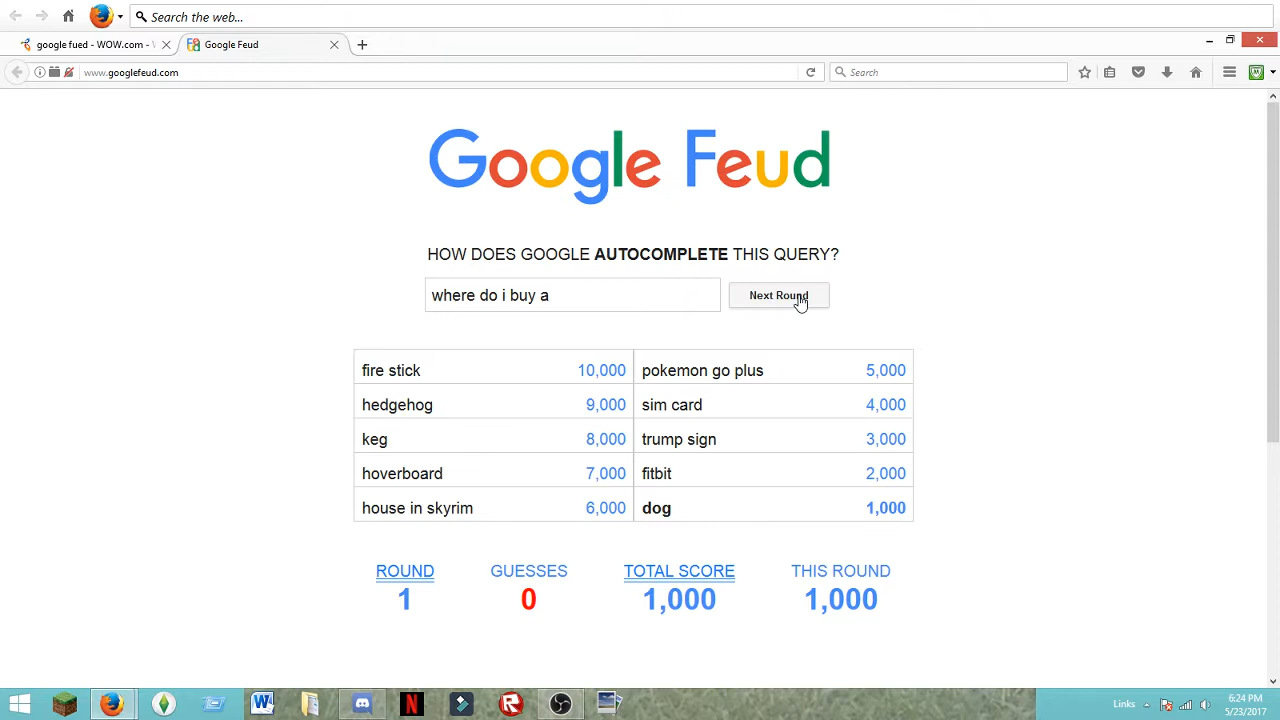 Search the web...
google fued - WOW.com -
Google Feud
www.googlefeud.com
Search
Google Feud
HOW DOES GOOGLE AUTOCOMPLETE THIS QUERY?
where do i buy a
Next Round
fire stick 10,000 pokemon go plus 5,000
hedgehog 9,000 sim card 4,000
keg 8,000 trump sign 3,000
hoverboard 7,000 fitbit 2,000
house in skyrim 6,000 dog 1,000
ROUND GUESSES TOTAL SCORE THIS ROUND
1 0 1,000 1,000
Links
6:24 PM
5/23/2017